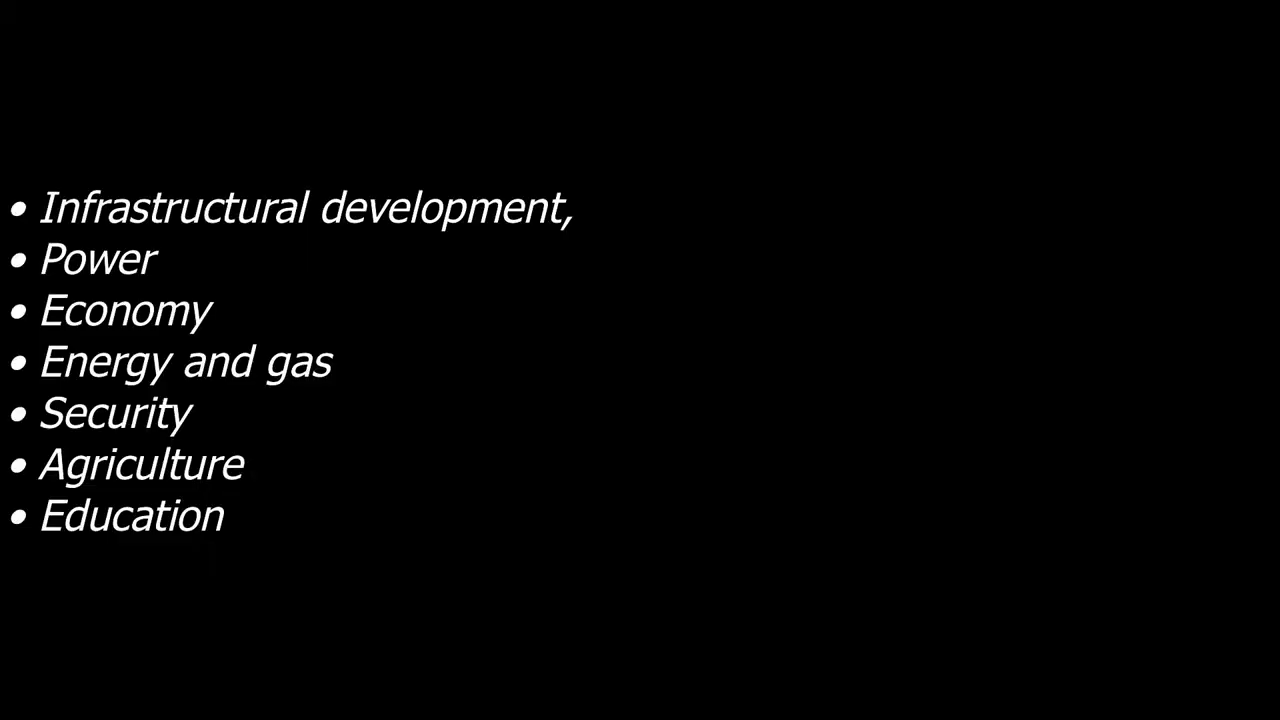 • Infrastructural development,
• Power
• Economy
• Energy and gas
• Security
• Agriculture
• Education